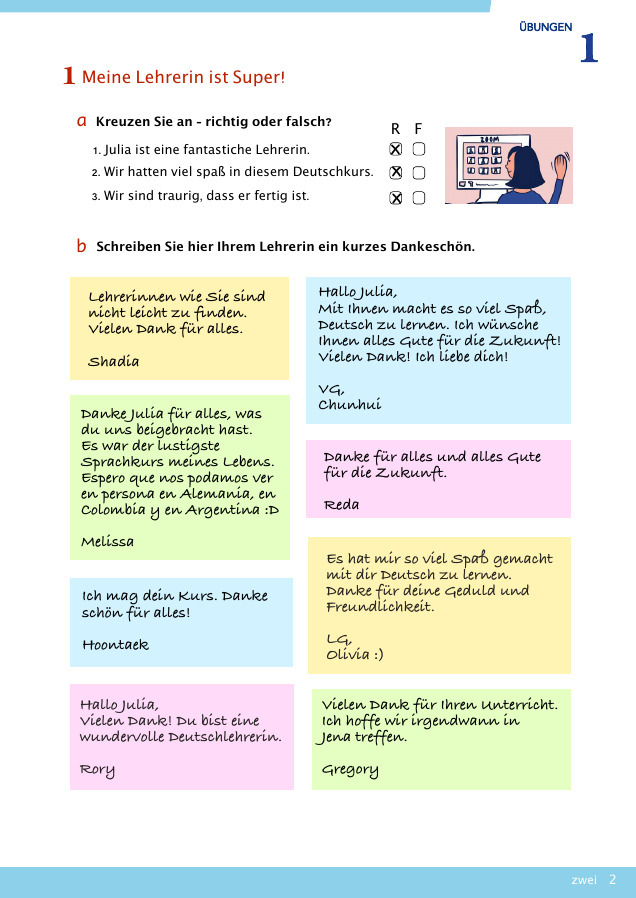 ÜBUNGEN
1
1 Meine Lehrerin ist Super!
a Kreuzen Sie an - richtig oder falsch?
R F
1. Julia ist eine fantastiche Lehrerin.
2. Wir hatten viel spaß in diesem Deutschkurs.
3. Wir sind traurig, dass er fertig ist.
ZOOM
b Schreiben Sie hier Ihrem Lehrerin ein kurzes Dankeschön.
Lehrerinnen wie Sie sind
nicht leicht zu finden.
Vielen Dank für alles.
Shadia
Hallo Julia,
Mit Ihnen macht es so viel Spaß,
Deutsch zu lernen. Ich wünsche
Ihnen alles Gute für die Zukunft!
Vielen Dank! Ich liebe dich!
VG,
Chunhui
Danke Julia für alles, was
du uns beigebracht hast.
Es war der lustigste
Sprachkurs meines Lebens.
Espero que nos podamos ver
en persona en Alemania, en
Colombia y en Argentina :D
Melissa
Danke für alles und alles Gute
für die Zukunft.
Reda
Es hat mir so viel Spaß gemacht
mit dir Deutsch zu lernen.
Danke für deine Geduld und
Freundlichkeit.
LG,
Olivia :)
Ich mag dein Kurs. Danke
schön für alles!
Hoontaek
Hallo Julia,
Vielen Dank! Du bist eine
wundervolle Deutschlehrerin.
Rory
Vielen Dank für Ihren Unterricht.
Ich hoffe wir irgendwann in
Jena treffen.
Gregory
zwei 2